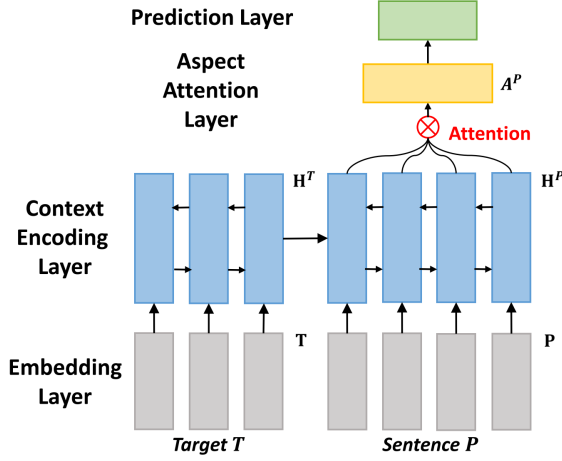 Prediction Layer
Aspect
Attention
Layer
A^P
Attention
H^T
H^P
Context
Encoding
Layer
T
P
Embedding
Layer
Target T
Sentence P